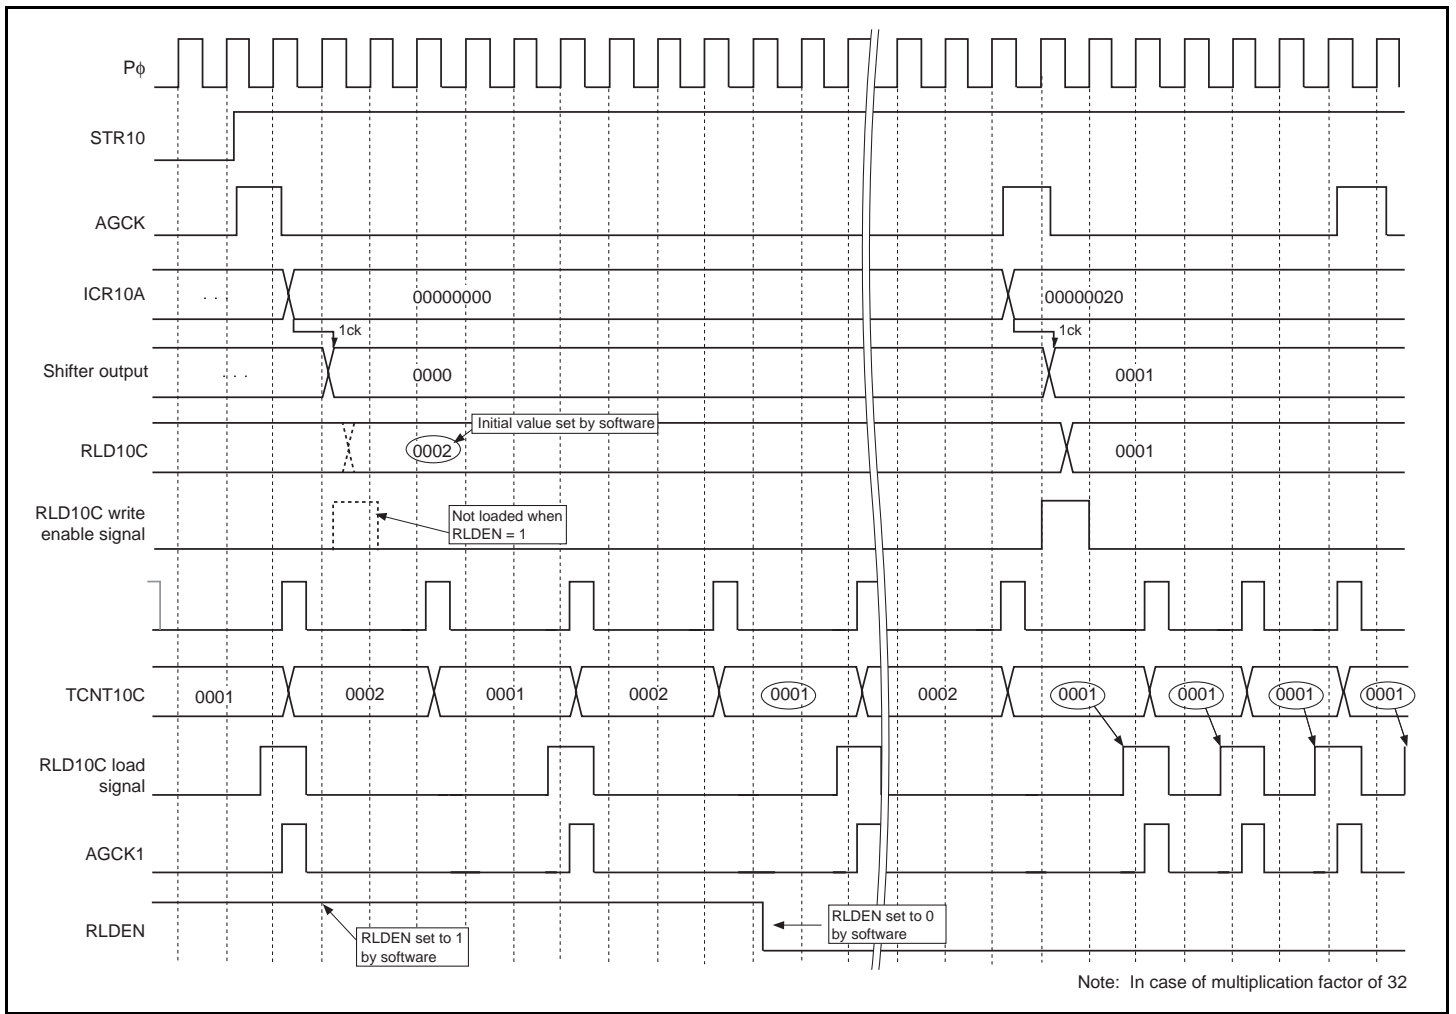 Pϕ
STR10
AGCK
ICR10A
. .
00000000
00000020
1ck
1ck
Shifter output
. . .
0000
0001
RLD10C
0002
Initial value set by software
0001
RLD10C write
enable signal
Not loaded when
RLDEN = 1
TCNT10C
0001
0002
0001
0002
0001
0002
0001
0001
0001
0001
RLD10C load
signal
AGCK1
RLDEN
RLDEN set to 1
by software
RLDEN set to 0
by software
Note: In case of multiplication factor of 32